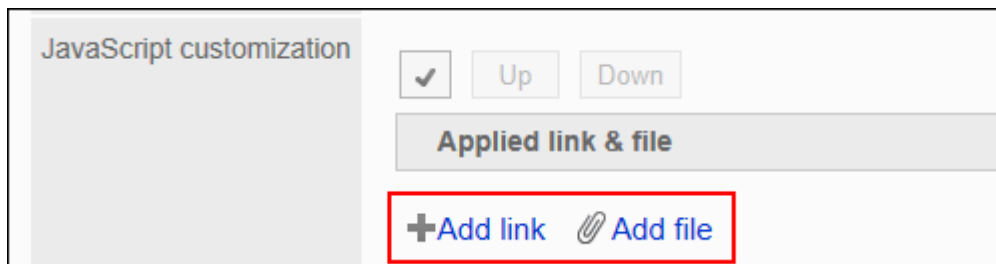 JavaScript customization
Up Down
Applied link & file
Add link Add file